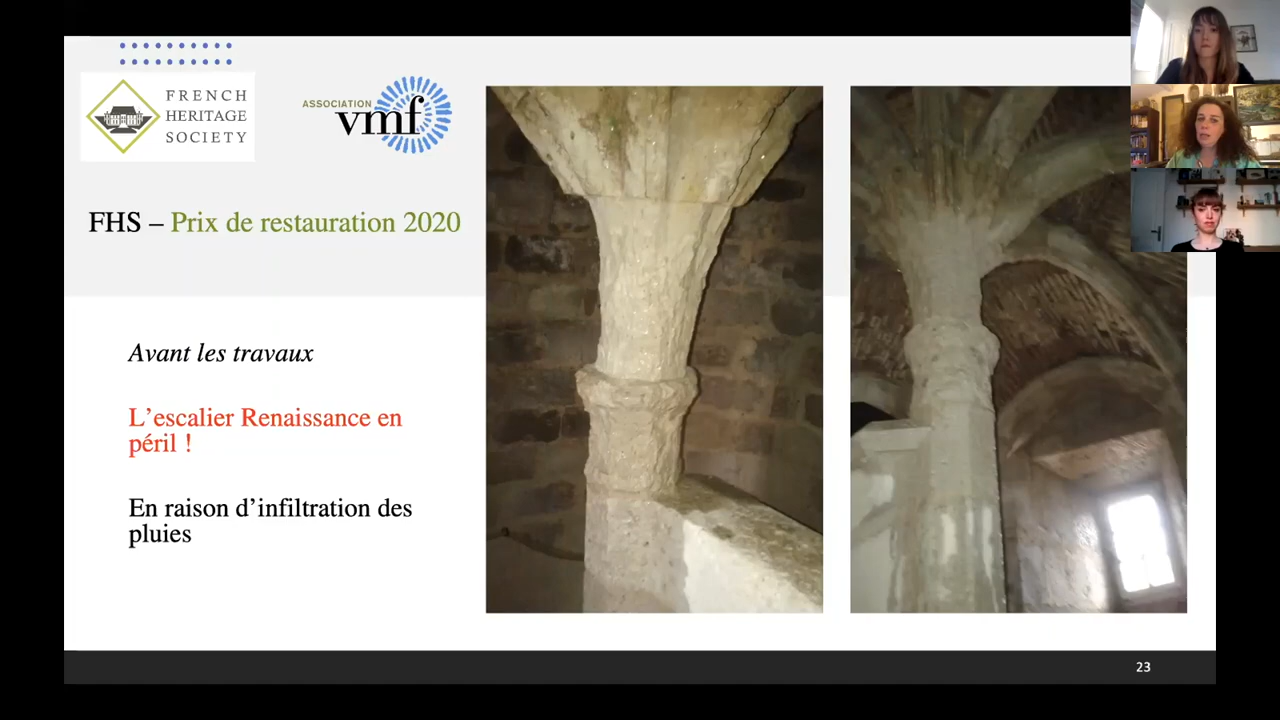 FRENCH
HERITAGE
SOCIETY
ASSOCIATION
vmf
FHS – Prix de restauration 2020
Avant les travaux
L’escalier Renaissance en
péril !
En raison d’infiltration des
pluies
23